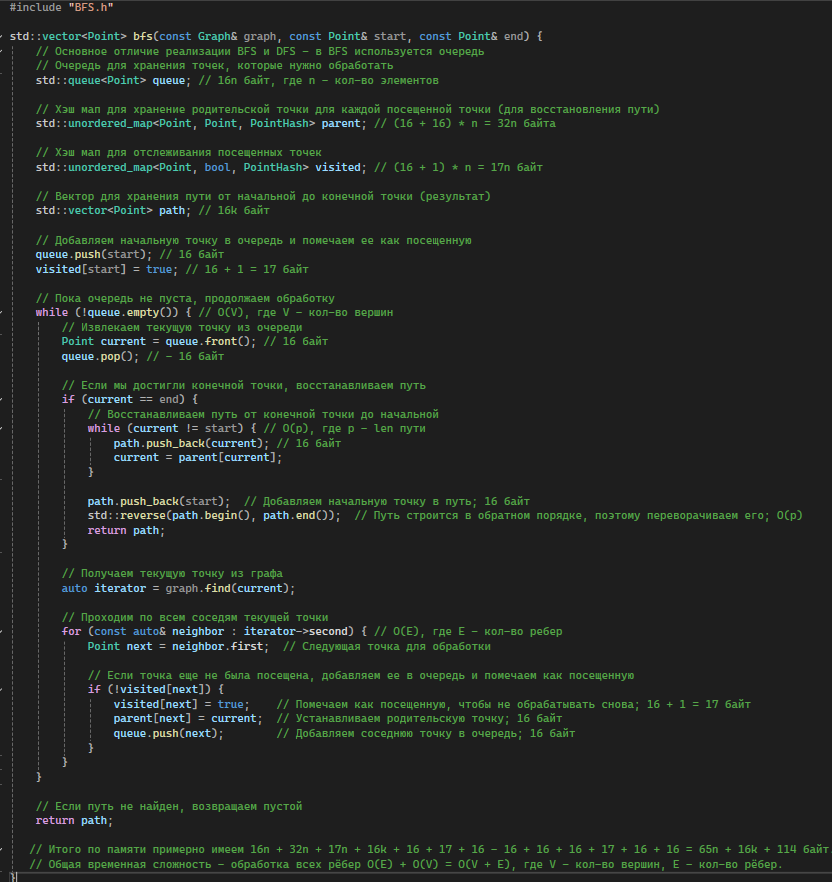 #include "BFS.h"
std::vector<Point> bfs(const Graph& graph, const Point& start, const Point& end) {
// Основное отличие реализации BFS и DFS - в BFS используется очередь
// Очередь для хранения точек, которые нужно обработать
std::queue<Point> queue; // 16n байт, где n - кол-во элементов
// Хэш мап для хранение родительской точки для каждой посещенной точки (для восстановления пути)
std::unordered_map<Point, Point, PointHash> parent; // (16 + 16) * n = 32n байта
// Хэш мап для отслеживания посещенных точек
std::unordered_map<Point, bool, PointHash> visited; // (16 + 1) * n = 17n байт
// Вектор для хранения пути от начальной до конечной точки (результат)
std::vector<Point> path; // 16k байт
// Добавляем начальную точку в очередь и помечаем ее как посещенную
queue.push(start); // 16 байт
visited[start] = true; // 16 + 1 = 17 байт
// Пока очередь не пуста, продолжаем обработку
while (!queue.empty()) { // O(V), где V - кол-во вершин
// Извлекаем текущую точку из очереди
Point current = queue.front(); // 16 байт
queue.pop(); // - 16 байт
// Если мы достигли конечной точки, восстанавливаем путь
if (current == end) {
// Восстанавливаем путь от конечной точки до начальной
while (current != start) { // O(p), где p - len пути
path.push_back(current); // 16 байт
current = parent[current];
}
path.push_back(start);  // Добавляем начальную точку в путь; 16 байт
std::reverse(path.begin(), path.end());  // Путь строится в обратном порядке, поэтому переворачиваем его; O(p)
return path;
}
// Получаем текущую точку из графа
auto iterator = graph.find(current);
// Проходим по всем соседям текущей точки
for (const auto& neighbor : iterator->second) { // O(E), где E - кол-во ребер
Point next = neighbor.first;  // Следующая точка для обработки
// Если точка еще не была посещена, добавляем ее в очередь и помечаем как посещенную
if (!visited[next]) {
visited[next] = true;    // Помечаем как посещенную, чтобы не обрабатывать снова; 16 + 1 = 17 байт
parent[next] = current;  // Устанавливаем родительскую точку; 16 байт
queue.push(next);        // Добавляем соседнюю точку в очередь; 16 байт
}
}
}
// Если путь не найден, возвращаем пустой
return path;
// Итого по памяти примерно имеем 16n + 32n + 17n + 16k + 16 + 17 + 16 - 16 + 16 + 16 + 17 + 16 + 16 = 65n + 16k + 114 байт.
// Общая временная сложность - обработка всех рёбер O(E) + O(V) = O(V + E), где V - кол-во вершин, E - кол-во рёбер.
}